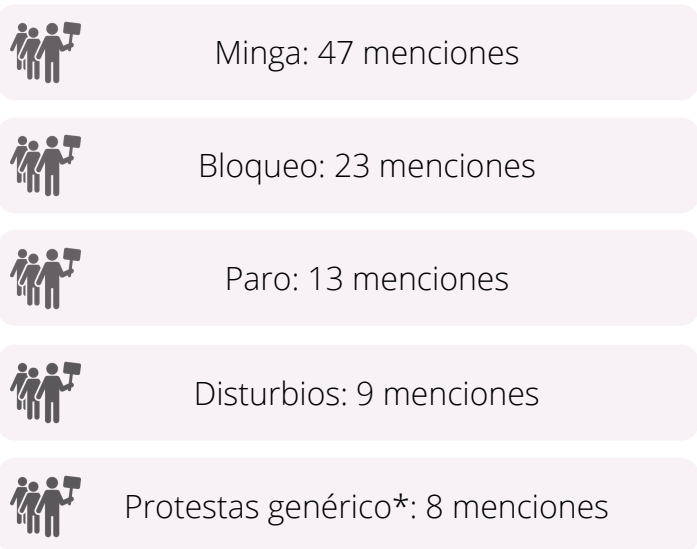 Minga: 47 menciones
Bloqueo: 23 menciones
Paro: 13 menciones
Disturbios: 9 menciones
Protestas genérico*: 8 menciones